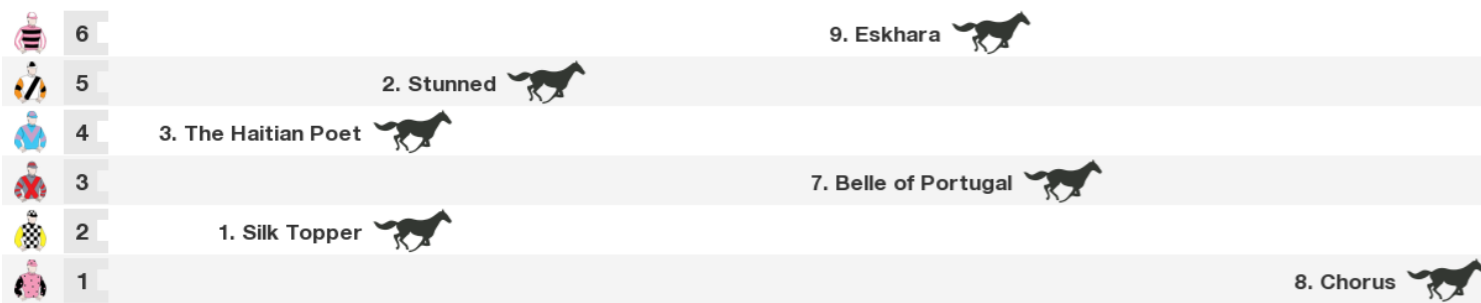 6 9. Eskhara
5 2. Stunned
4 3. The Haitian Poet
3 7. Belle of Portugal
2 1. Silk Topper
1 8. Chorus